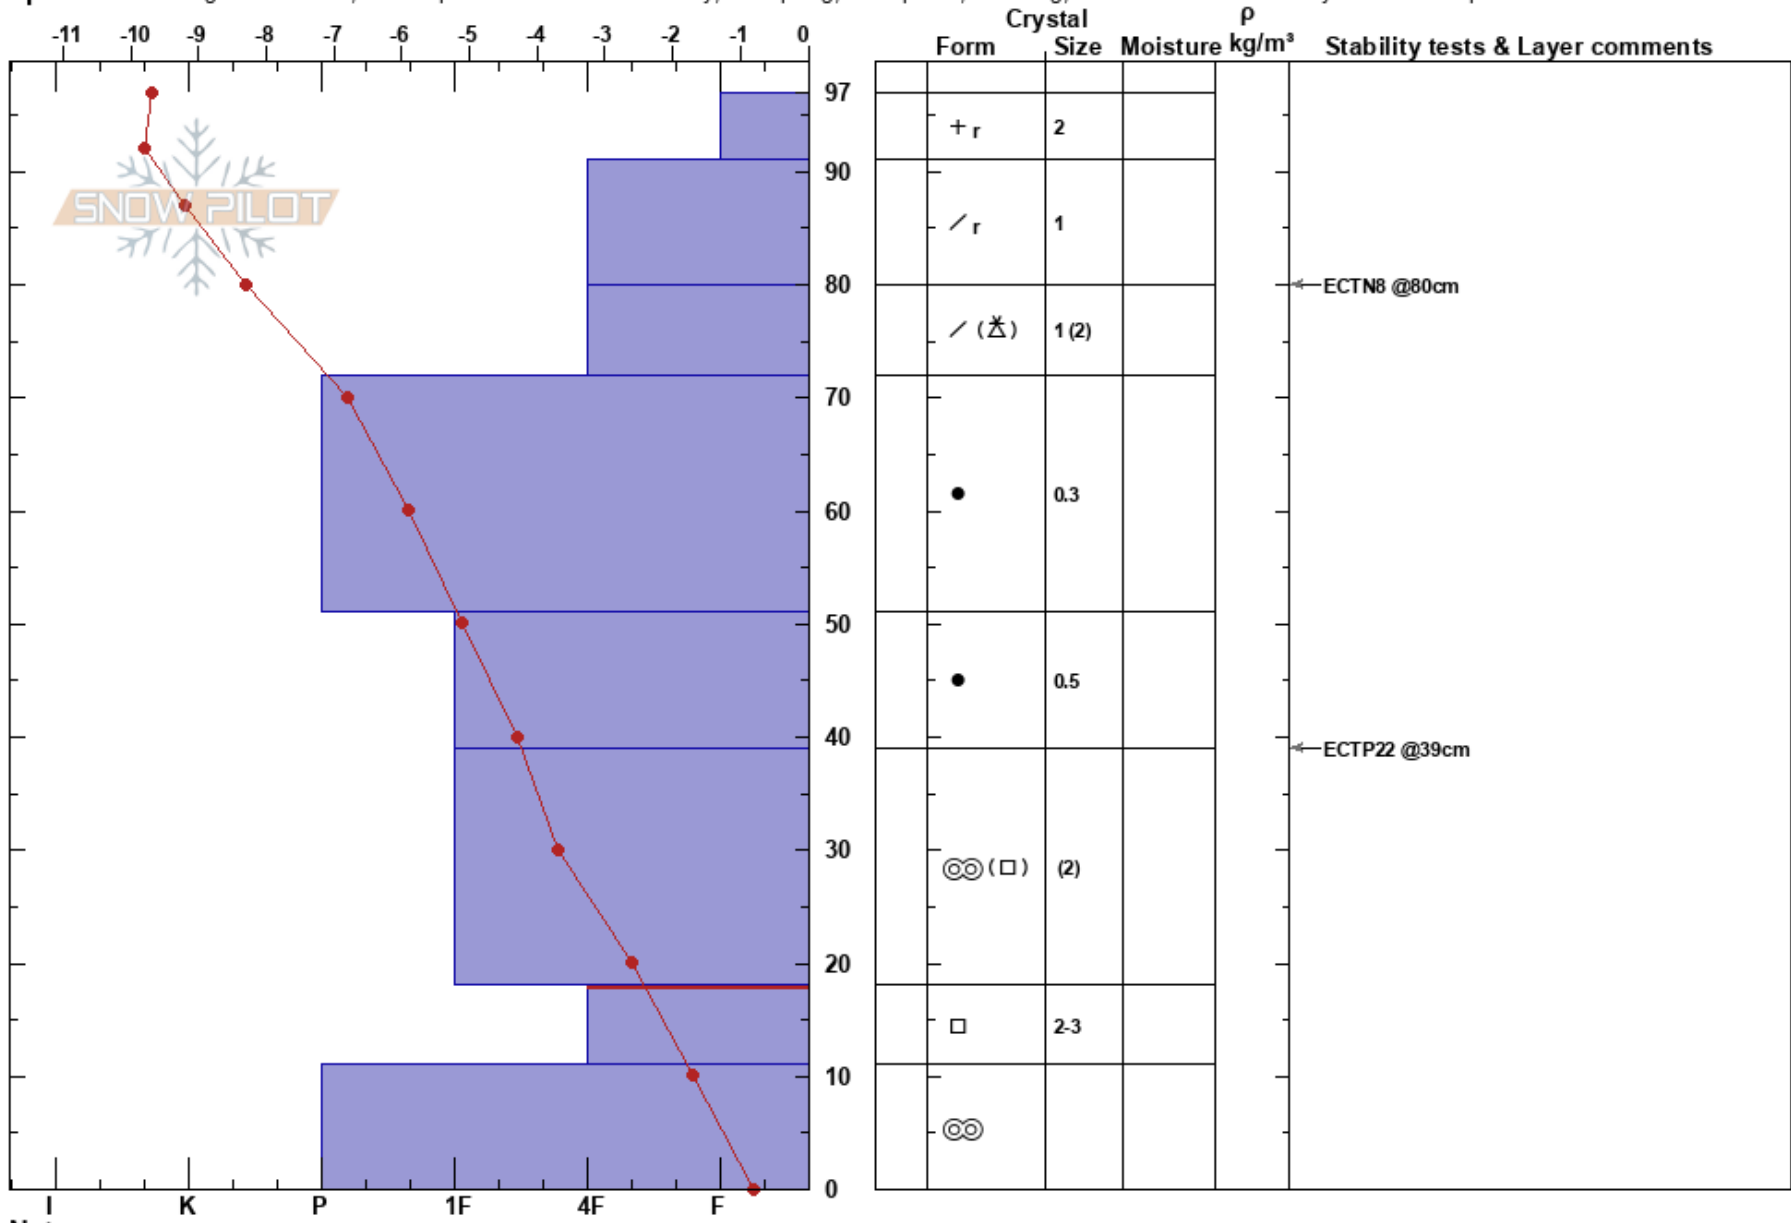 Crystal ρ
-11 -10 -9 -8 -7 -6 -5 -4 -3 -2 -1 0 Form Size Moisture kg/m³ Stability tests & Layer comments
97
+ r 2
90
SNOW PILOT
/ r 1
80 ECTN8 @80cm
/ ( ) 1 (2)
70
● 0.3
60
50
● 0.5
40
ECTP22 @39cm
30
( □ ) (2)
20
□ 2-3
10
0
I K P 1F 4F F